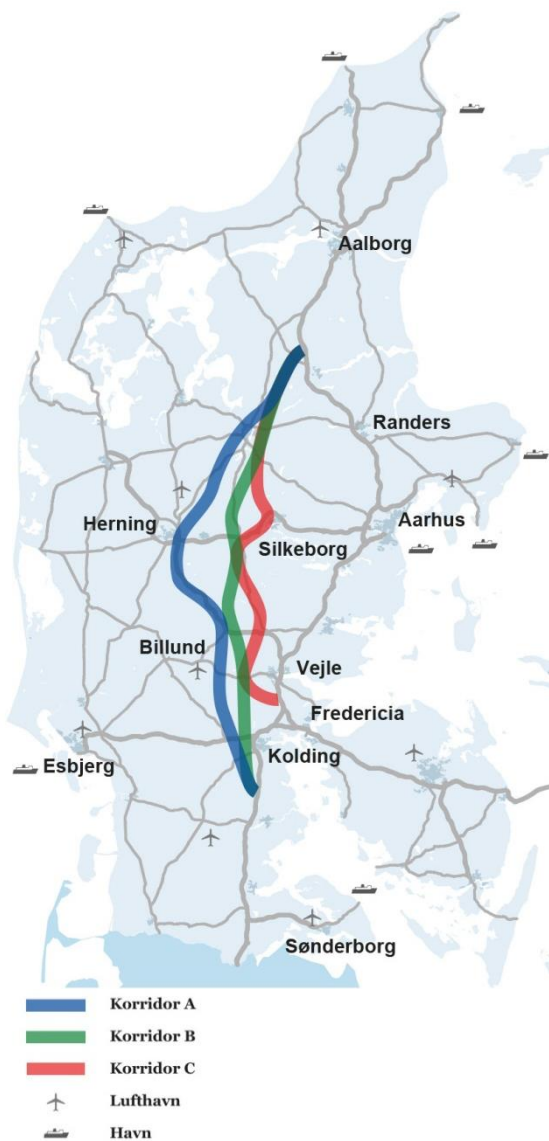 Aalborg
Randers
Herning
Aarhus
Silkeborg
Billund
Vejle
Fredericia
Kolding
Esbjerg
Sønderborg
Korridor A
Korridor B
Korridor C
Lufthavn
Havn